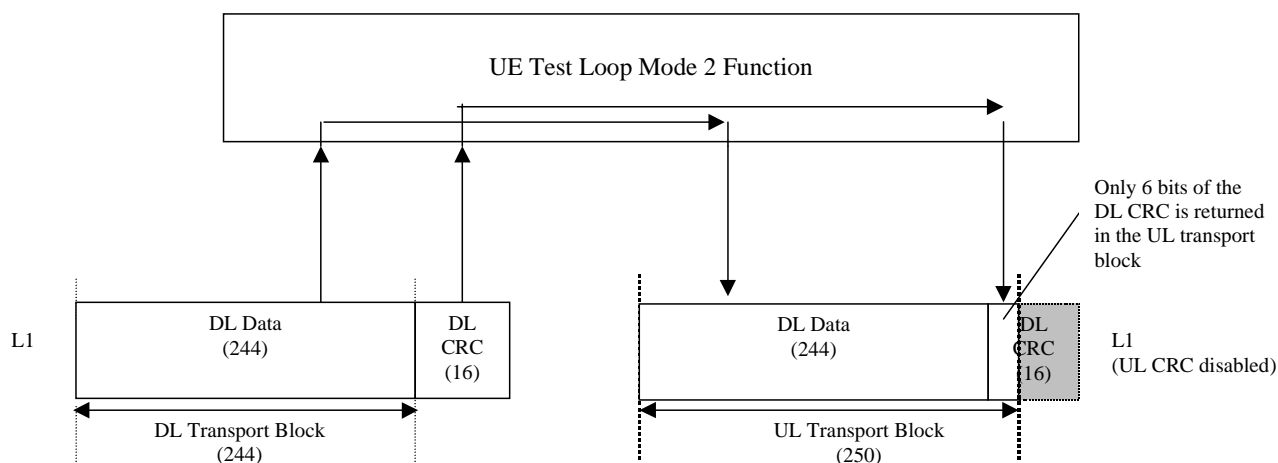 UE Test Loop Mode 2 Function
Only 6 bits of the
DL CRC is returned
in the UL transport
block
L1
DL Data
(244)
DL
CRC
(16)
DL Transport Block
(244)
DL Data
(244)
DL
CRC
(16)
UL Transport Block
(250)
L1
(UL CRC disabled)